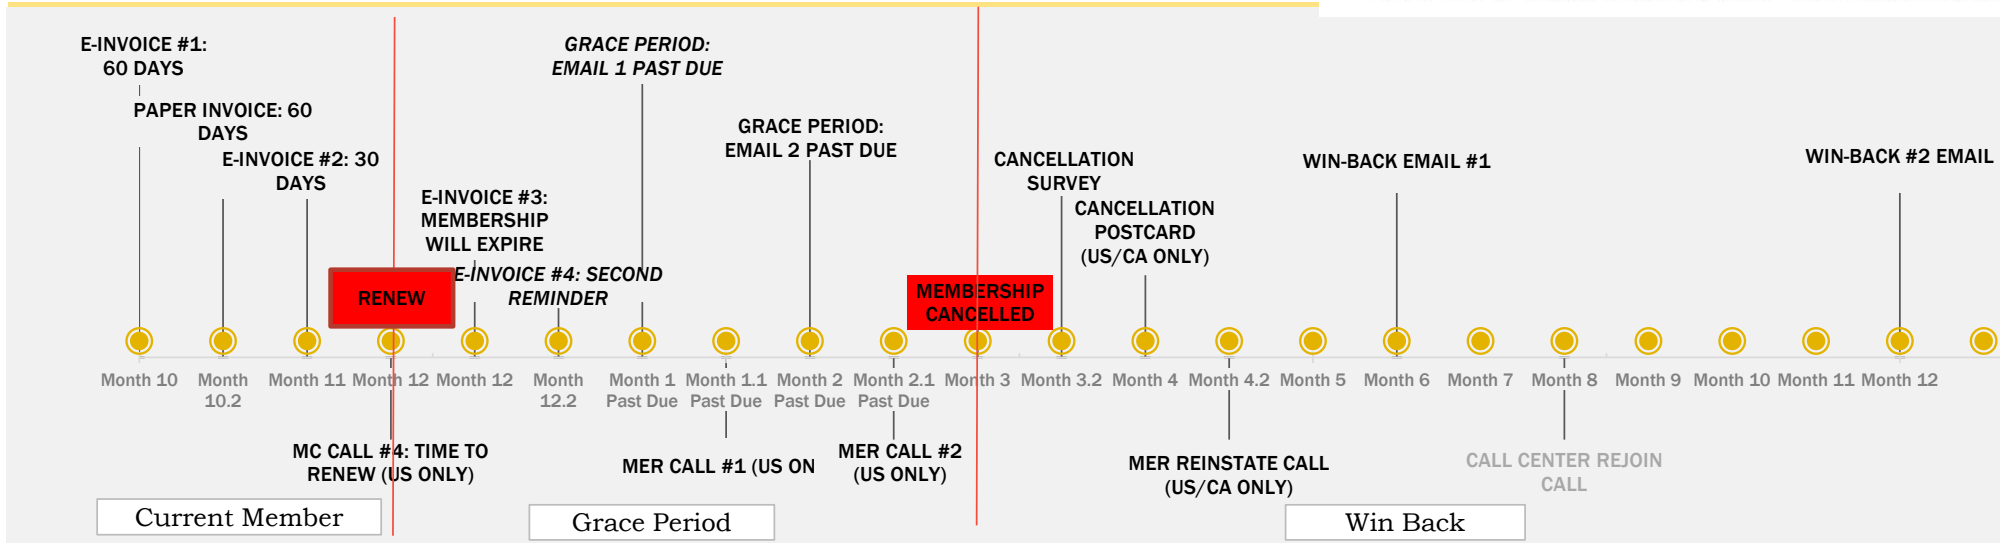 E-INVOICE #1:
60 DAYS
PAPER INVOICE: 60
DAYS
E-INVOICE #2: 30
DAYS
RENEW
E-INVOICE #3:
MEMBERSHIP
WILL EXPIRE
E-INVOICE #4: SECOND
REMINDER
GRACE PERIOD:
EMAIL 1 PAST DUE
GRACE PERIOD:
EMAIL 2 PAST DUE
MEMBERSHIP
CANCELLED
CANCELLATION
SURVEY
CANCELLATION
POSTCARD
(US/CA ONLY)
WIN-BACK EMAIL #1
WIN-BACK #2 EMAIL
Month 10
Month
10.2
Month 11
Month 12
Month 12
Month
12.2
Month 1
Past Due
Month 1.1
Past Due
Month 2
Past Due
Month 2.1
Past Due
Month 3
Month 3.2
Month 4
Month 4.2
Month 5
Month 6
Month 7
Month 8
Month 9
Month 10
Month 11
Month 12
MC CALL #4: TIME TO
RENEW (US ONLY)
MER CALL #1 (US ON
MER CALL #2
(US ONLY)
MER REINSTATE CALL
(US/CA ONLY)
CALL CENTER REJOIN
CALL
Current Member
Grace Period
Win Back